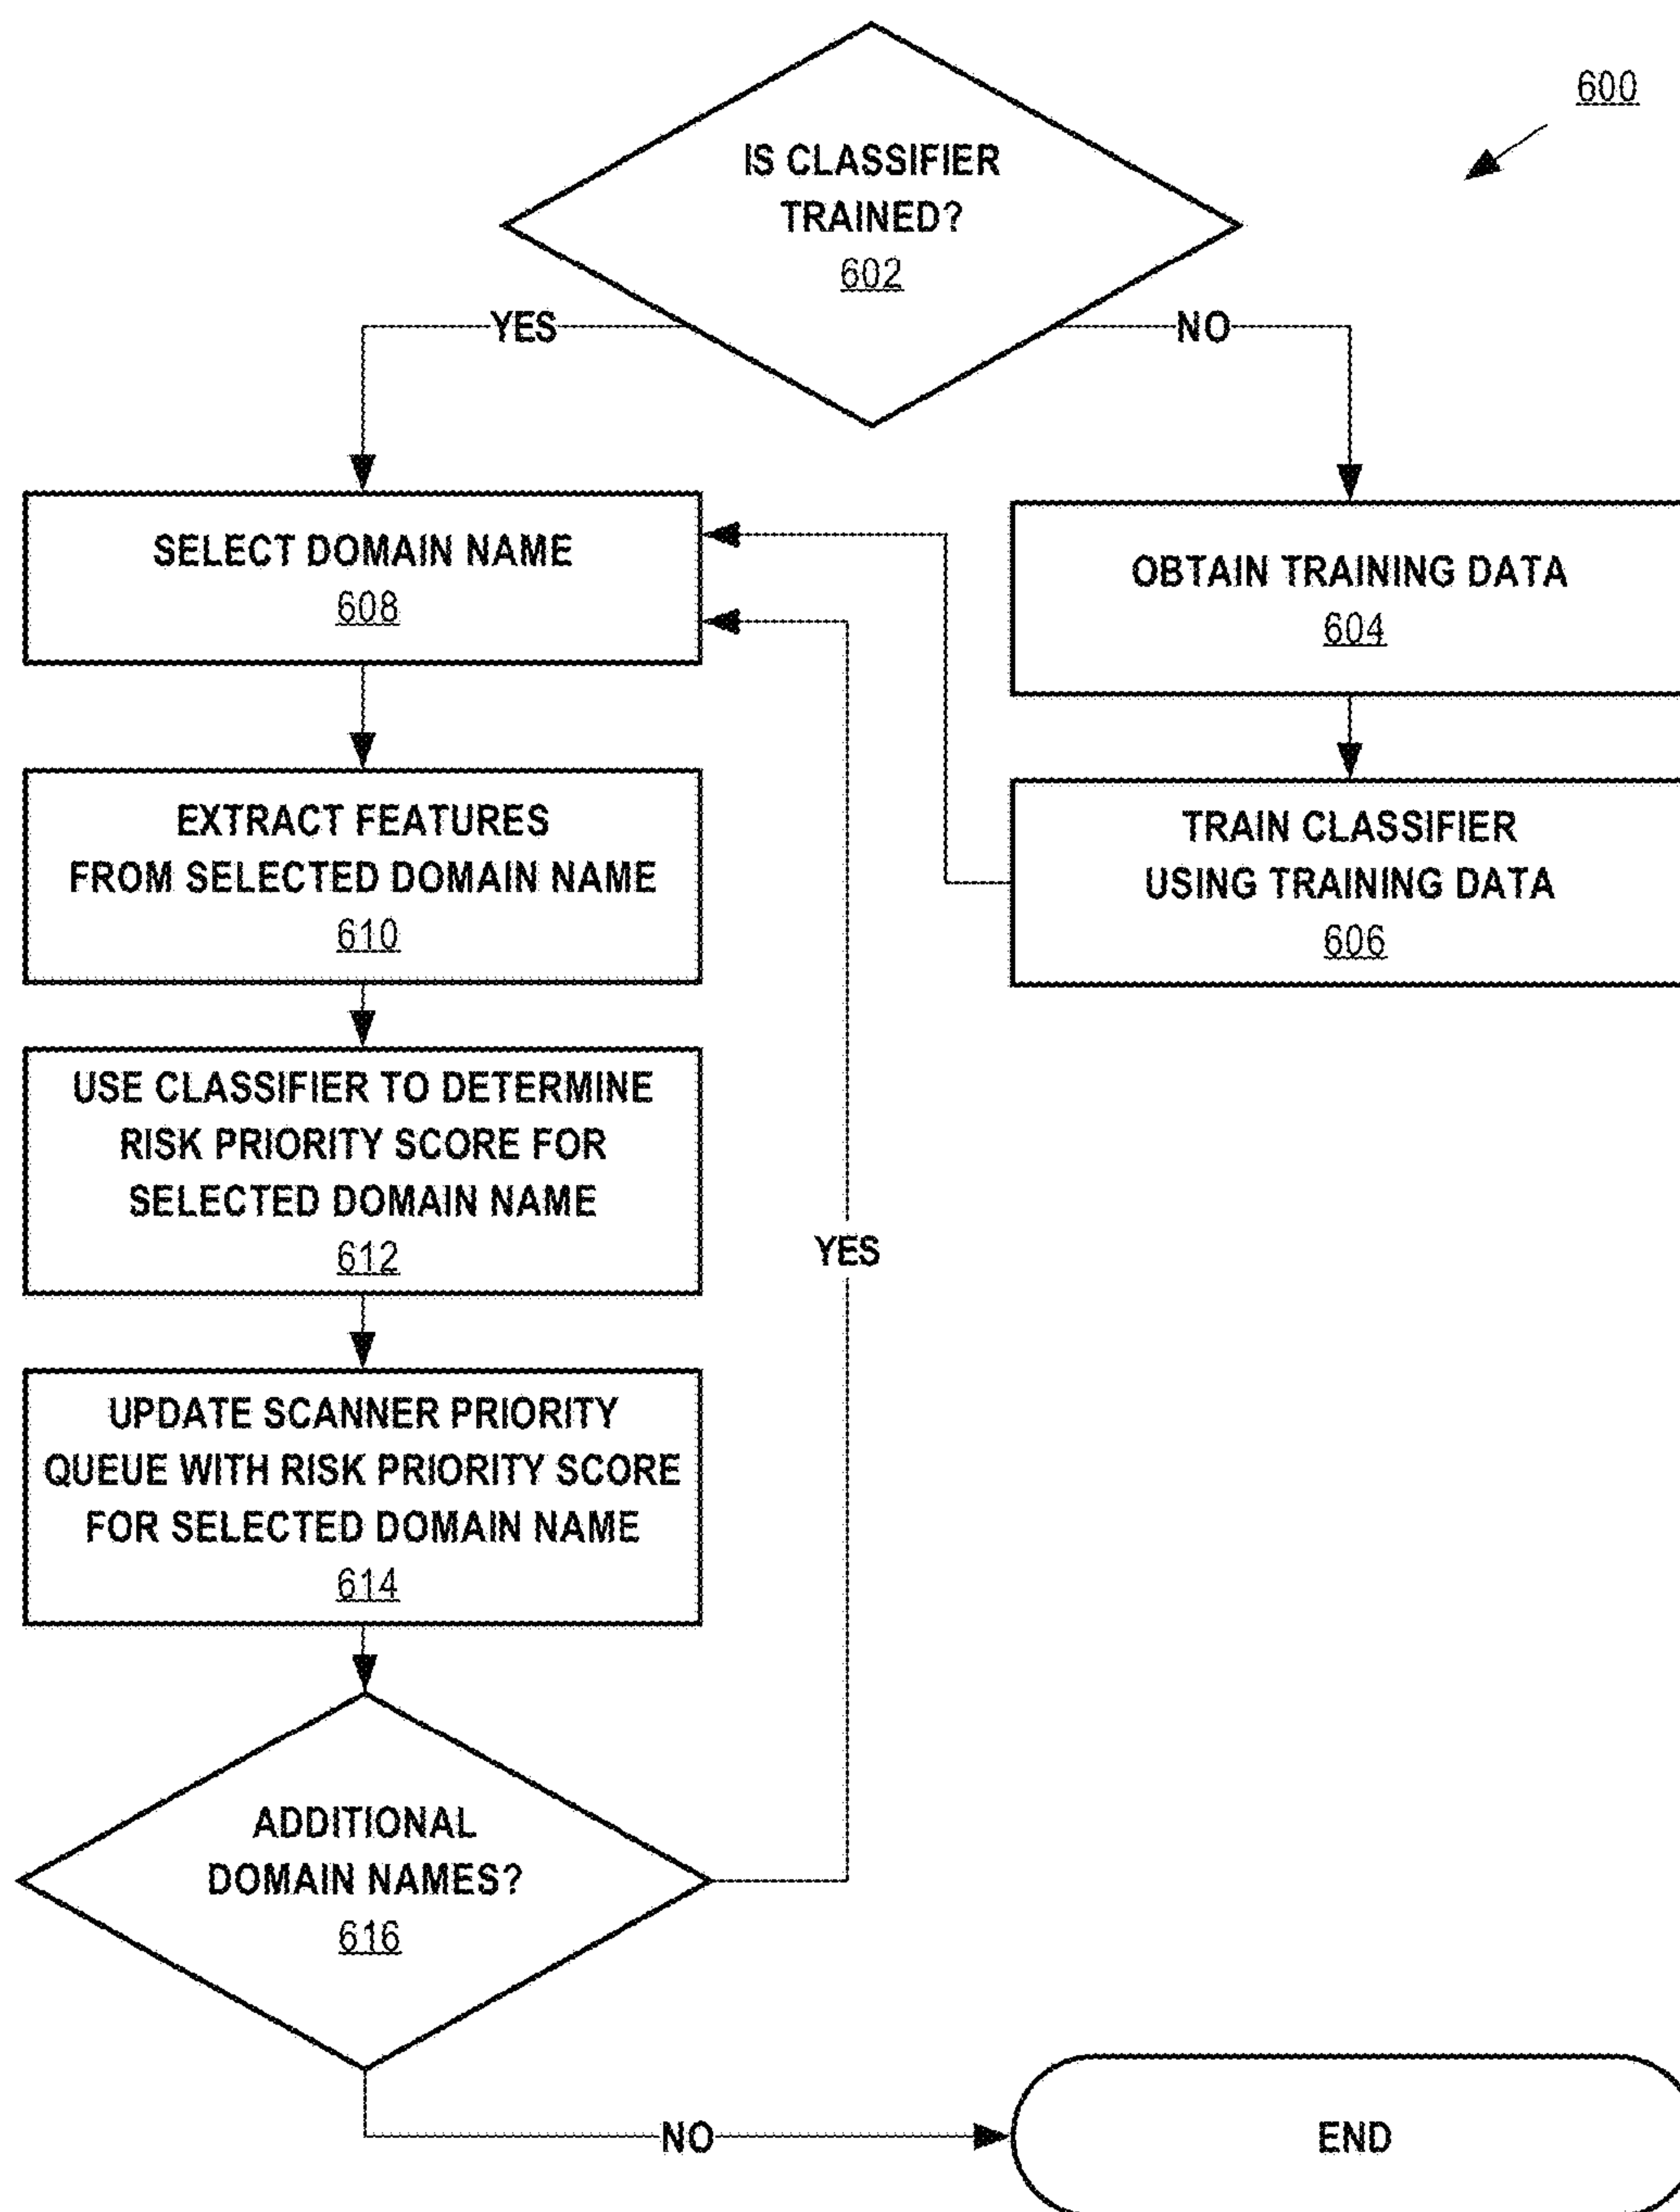 600
IS CLASSIFIER
TRAINED?
602
YES
NO
SELECT DOMAIN NAME
608
OBTAIN TRAINING DATA
604
EXTRACT FEATURES
FROM SELECTED DOMAIN NAME
610
TRAIN CLASSIFIER
USING TRAINING DATA
606
USE CLASSIFIER TO DETERMINE
RISK PRIORITY SCORE FOR
SELECTED DOMAIN NAME
612
YES
UPDATE SCANNER PRIORITY
QUEUE WITH RISK PRIORITY SCORE
FOR SELECTED DOMAIN NAME
614
ADDITIONAL
DOMAIN NAMES?
616
NO
END